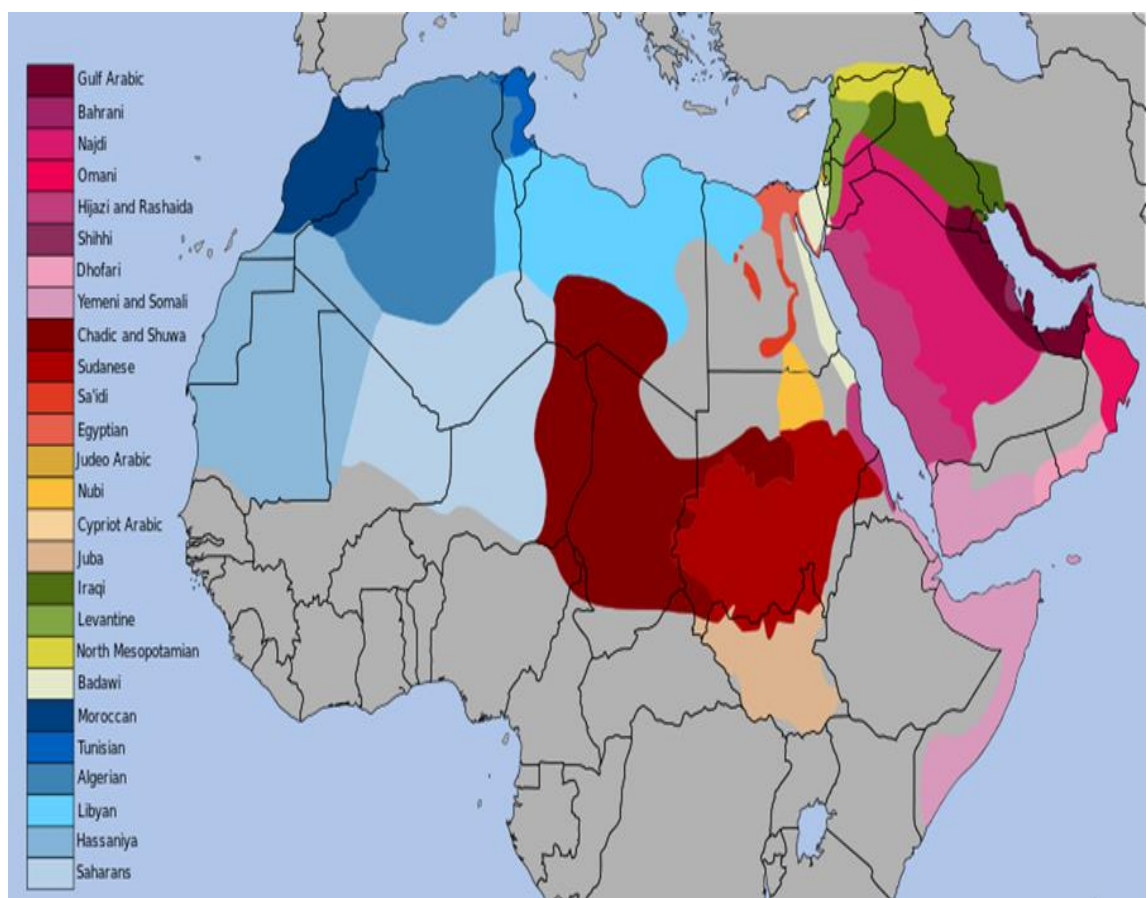 Gulf Arabic
Bahrani
Najdi
Omani
Hijazi and Rashaida
Shihhi
Dhofari
Yemeni and Somali
Chadic and Shuwa
Sudanese
Sa'idi
Egyptian
Judeo Arabic
Nubi
Cypriot Arabic
Juba
Iraqi
Levantine
North Mesopotamian
Badawi
Moroccan
Tunisian
Algerian
Libyan
Hassaniya
Saharans